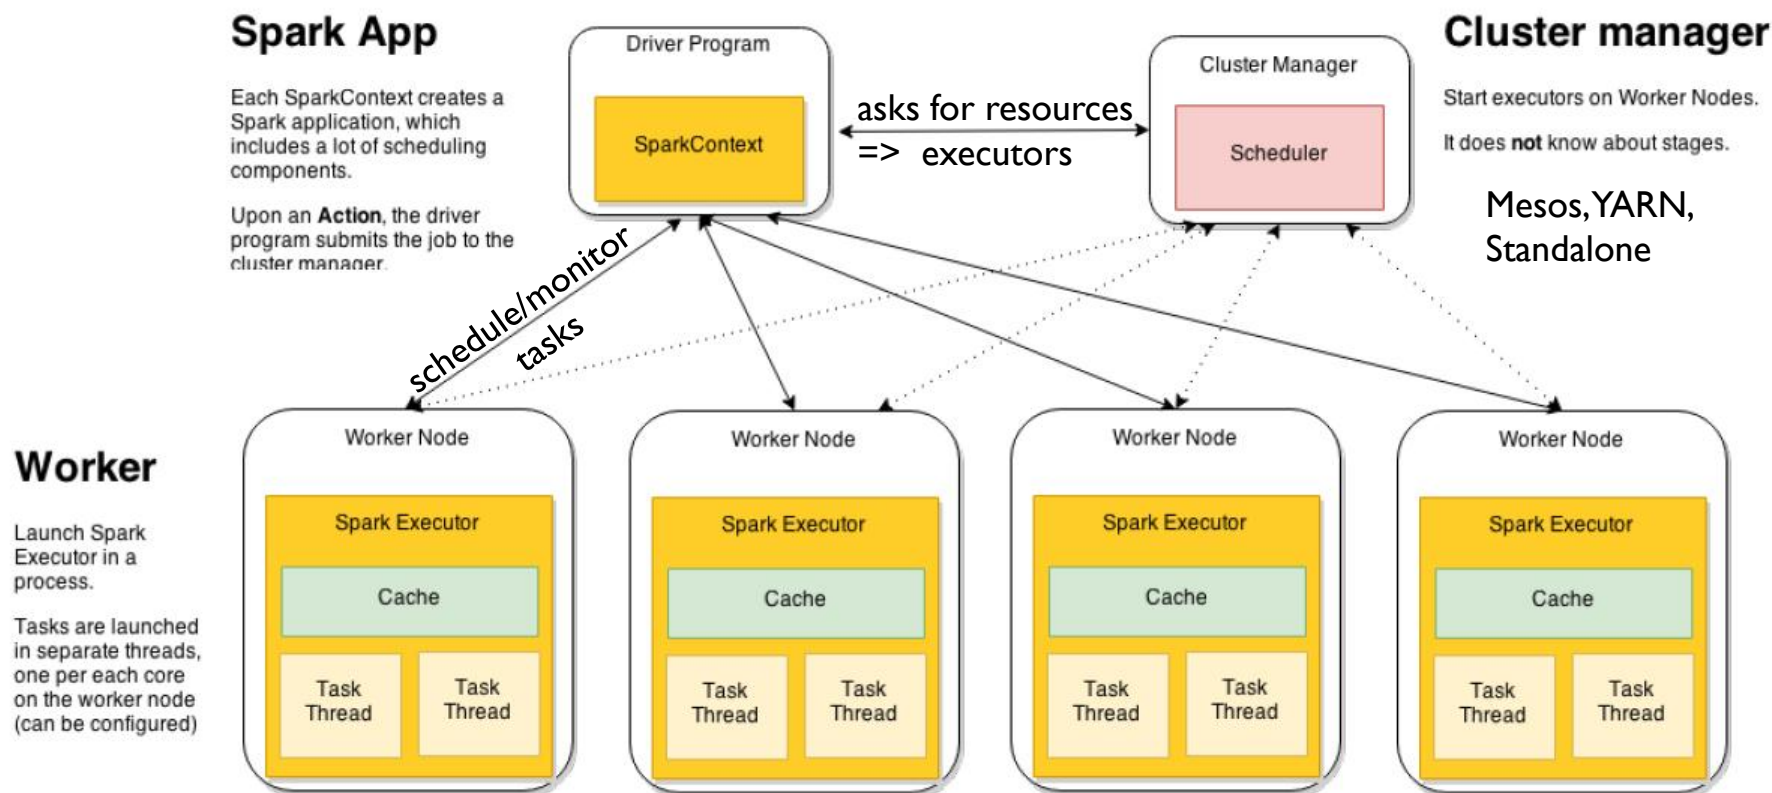 Spark App
Each SparkContext creates a
Spark application, which
includes a lot of scheduling
components.
Upon an Action, the driver
program submits the job to the
cluster manager.
Driver Program
SparkContext
asks for resources
=> executors
Cluster Manager
Scheduler
Cluster manager
Start executors on Worker Nodes.
It does not know about stages.
Mesos, YARN,
Standalone
schedule/monitor
tasks
Worker
Launch Spark
Executor in a
process.
Tasks are launched
in separate threads,
one per each core
on the worker node
(can be configured)
Worker Node
Spark Executor
Cache
Task
Thread
Task
Thread
Worker Node
Spark Executor
Cache
Task
Thread
Task
Thread
Worker Node
Spark Executor
Cache
Task
Thread
Task
Thread
Worker Node
Spark Executor
Cache
Task
Thread
Task
Thread